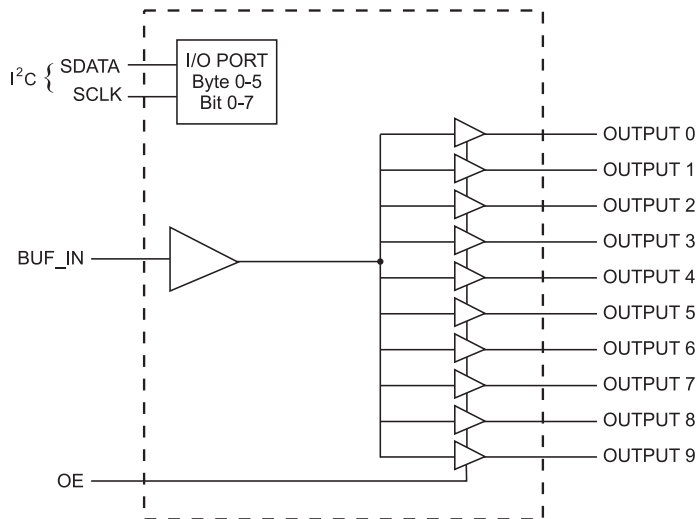 I²C { SDATA
SCLK
I/O PORT
Byte 0-5
Bit 0-7
BUF_IN
OE
OUTPUT 0
OUTPUT 1
OUTPUT 2
OUTPUT 3
OUTPUT 4
OUTPUT 5
OUTPUT 6
OUTPUT 7
OUTPUT 8
OUTPUT 9